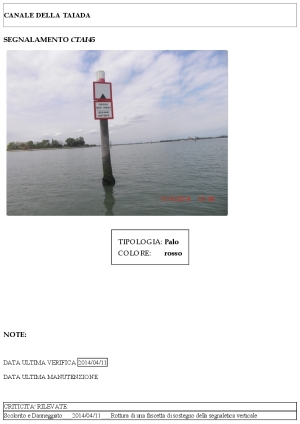 CANALE DELLA TAIADA
SEGNALAMENTO CTAI45
TIPOLOGIA: Palo
COLORE: rosso
NOTE:
DATA ULTIMA VERIFICA 2014/04/11
DATA ULTIMA MANUTENZIONE
CRITICITA' RILEVATE
Scolorito e Danneggiato 2014/04/11 Rottura di una fascetta di sostegno della segnaletica verticale